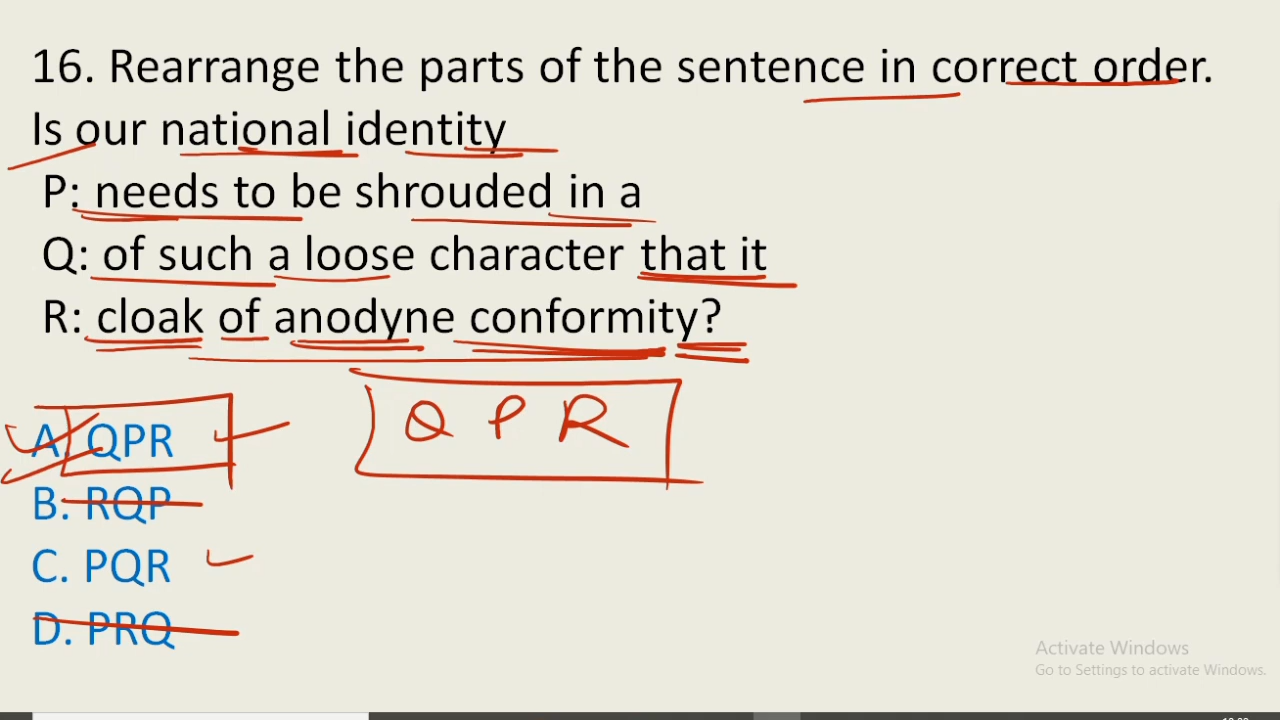 16. Rearrange the parts of the sentence in correct order.
Is our national identity
P: needs to be shrouded in a
Q: of such a loose character that it
R: cloak of anodyne conformity?
A. QPR
Q P R
B. RQP
C. PQR
D. PRQ
Activate Windows
Go to Settings to activate Windows.